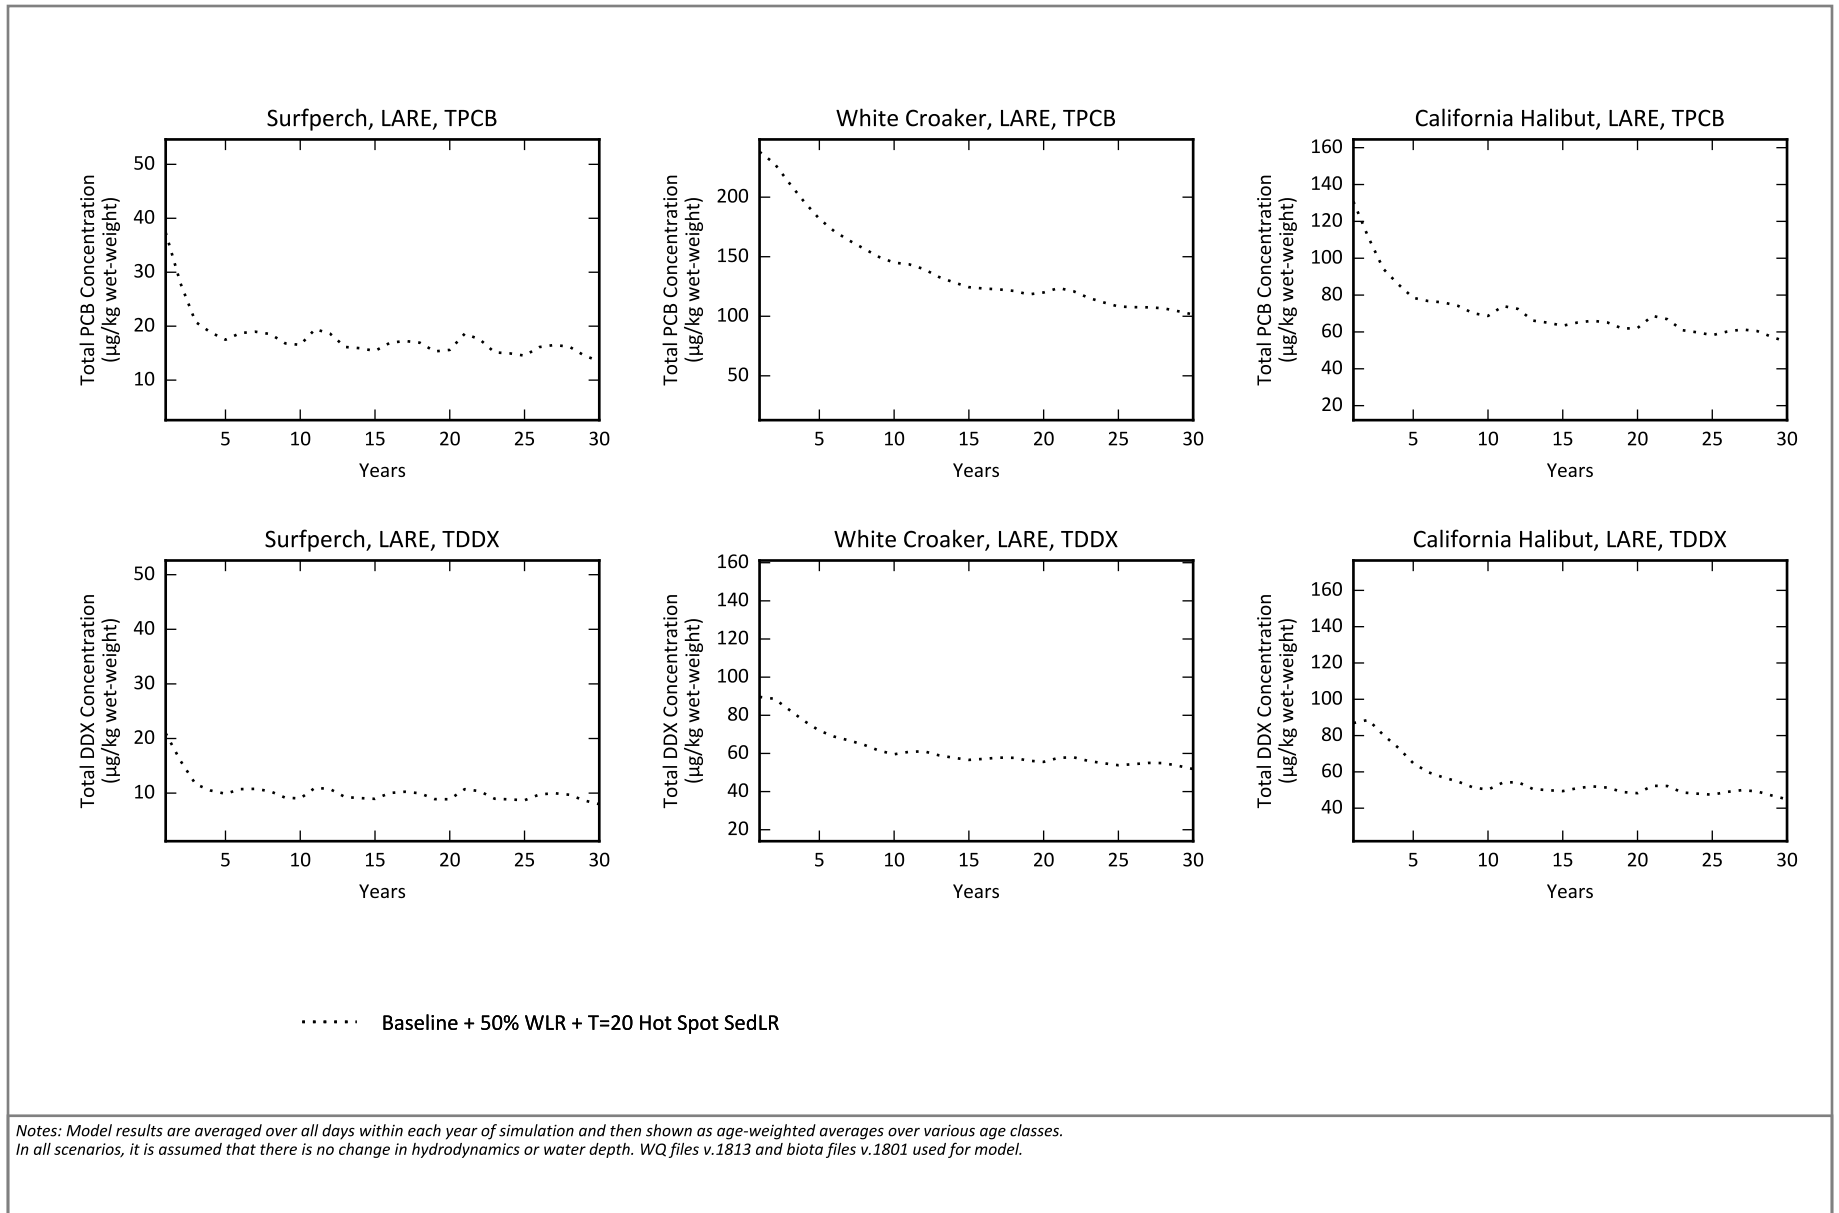 Surfperch, LARE, TPCB
Total PCB Concentration
(µg/kg wet-weight)
50
40
30
20
10
5 10 15 20 25 30
Years
White Croaker, LARE, TPCB
Total PCB Concentration
(µg/kg wet-weight)
200
150
100
50
5 10 15 20 25 30
Years
California Halibut, LARE, TPCB
Total PCB Concentration
(µg/kg wet-weight)
160
140
120
100
80
60
40
20
5 10 15 20 25 30
Years
Surfperch, LARE, TDDX
Total DDX Concentration
(µg/kg wet-weight)
50
40
30
20
10
5 10 15 20 25 30
Years
White Croaker, LARE, TDDX
Total DDX Concentration
(µg/kg wet-weight)
160
140
120
100
80
60
40
20
5 10 15 20 25 30
Years
California Halibut, LARE, TDDX
Total DDX Concentration
(µg/kg wet-weight)
160
140
120
100
80
60
40
5 10 15 20 25 30
Years
Baseline + 50% WLR + T=20 Hot Spot SedLR
Notes: Model results are averaged over all days within each year of simulation and then shown as age-weighted averages over various age classes.
In all scenarios, it is assumed that there is no change in hydrodynamics or water depth. WQ files v.1813 and biota files v.1801 used for model.